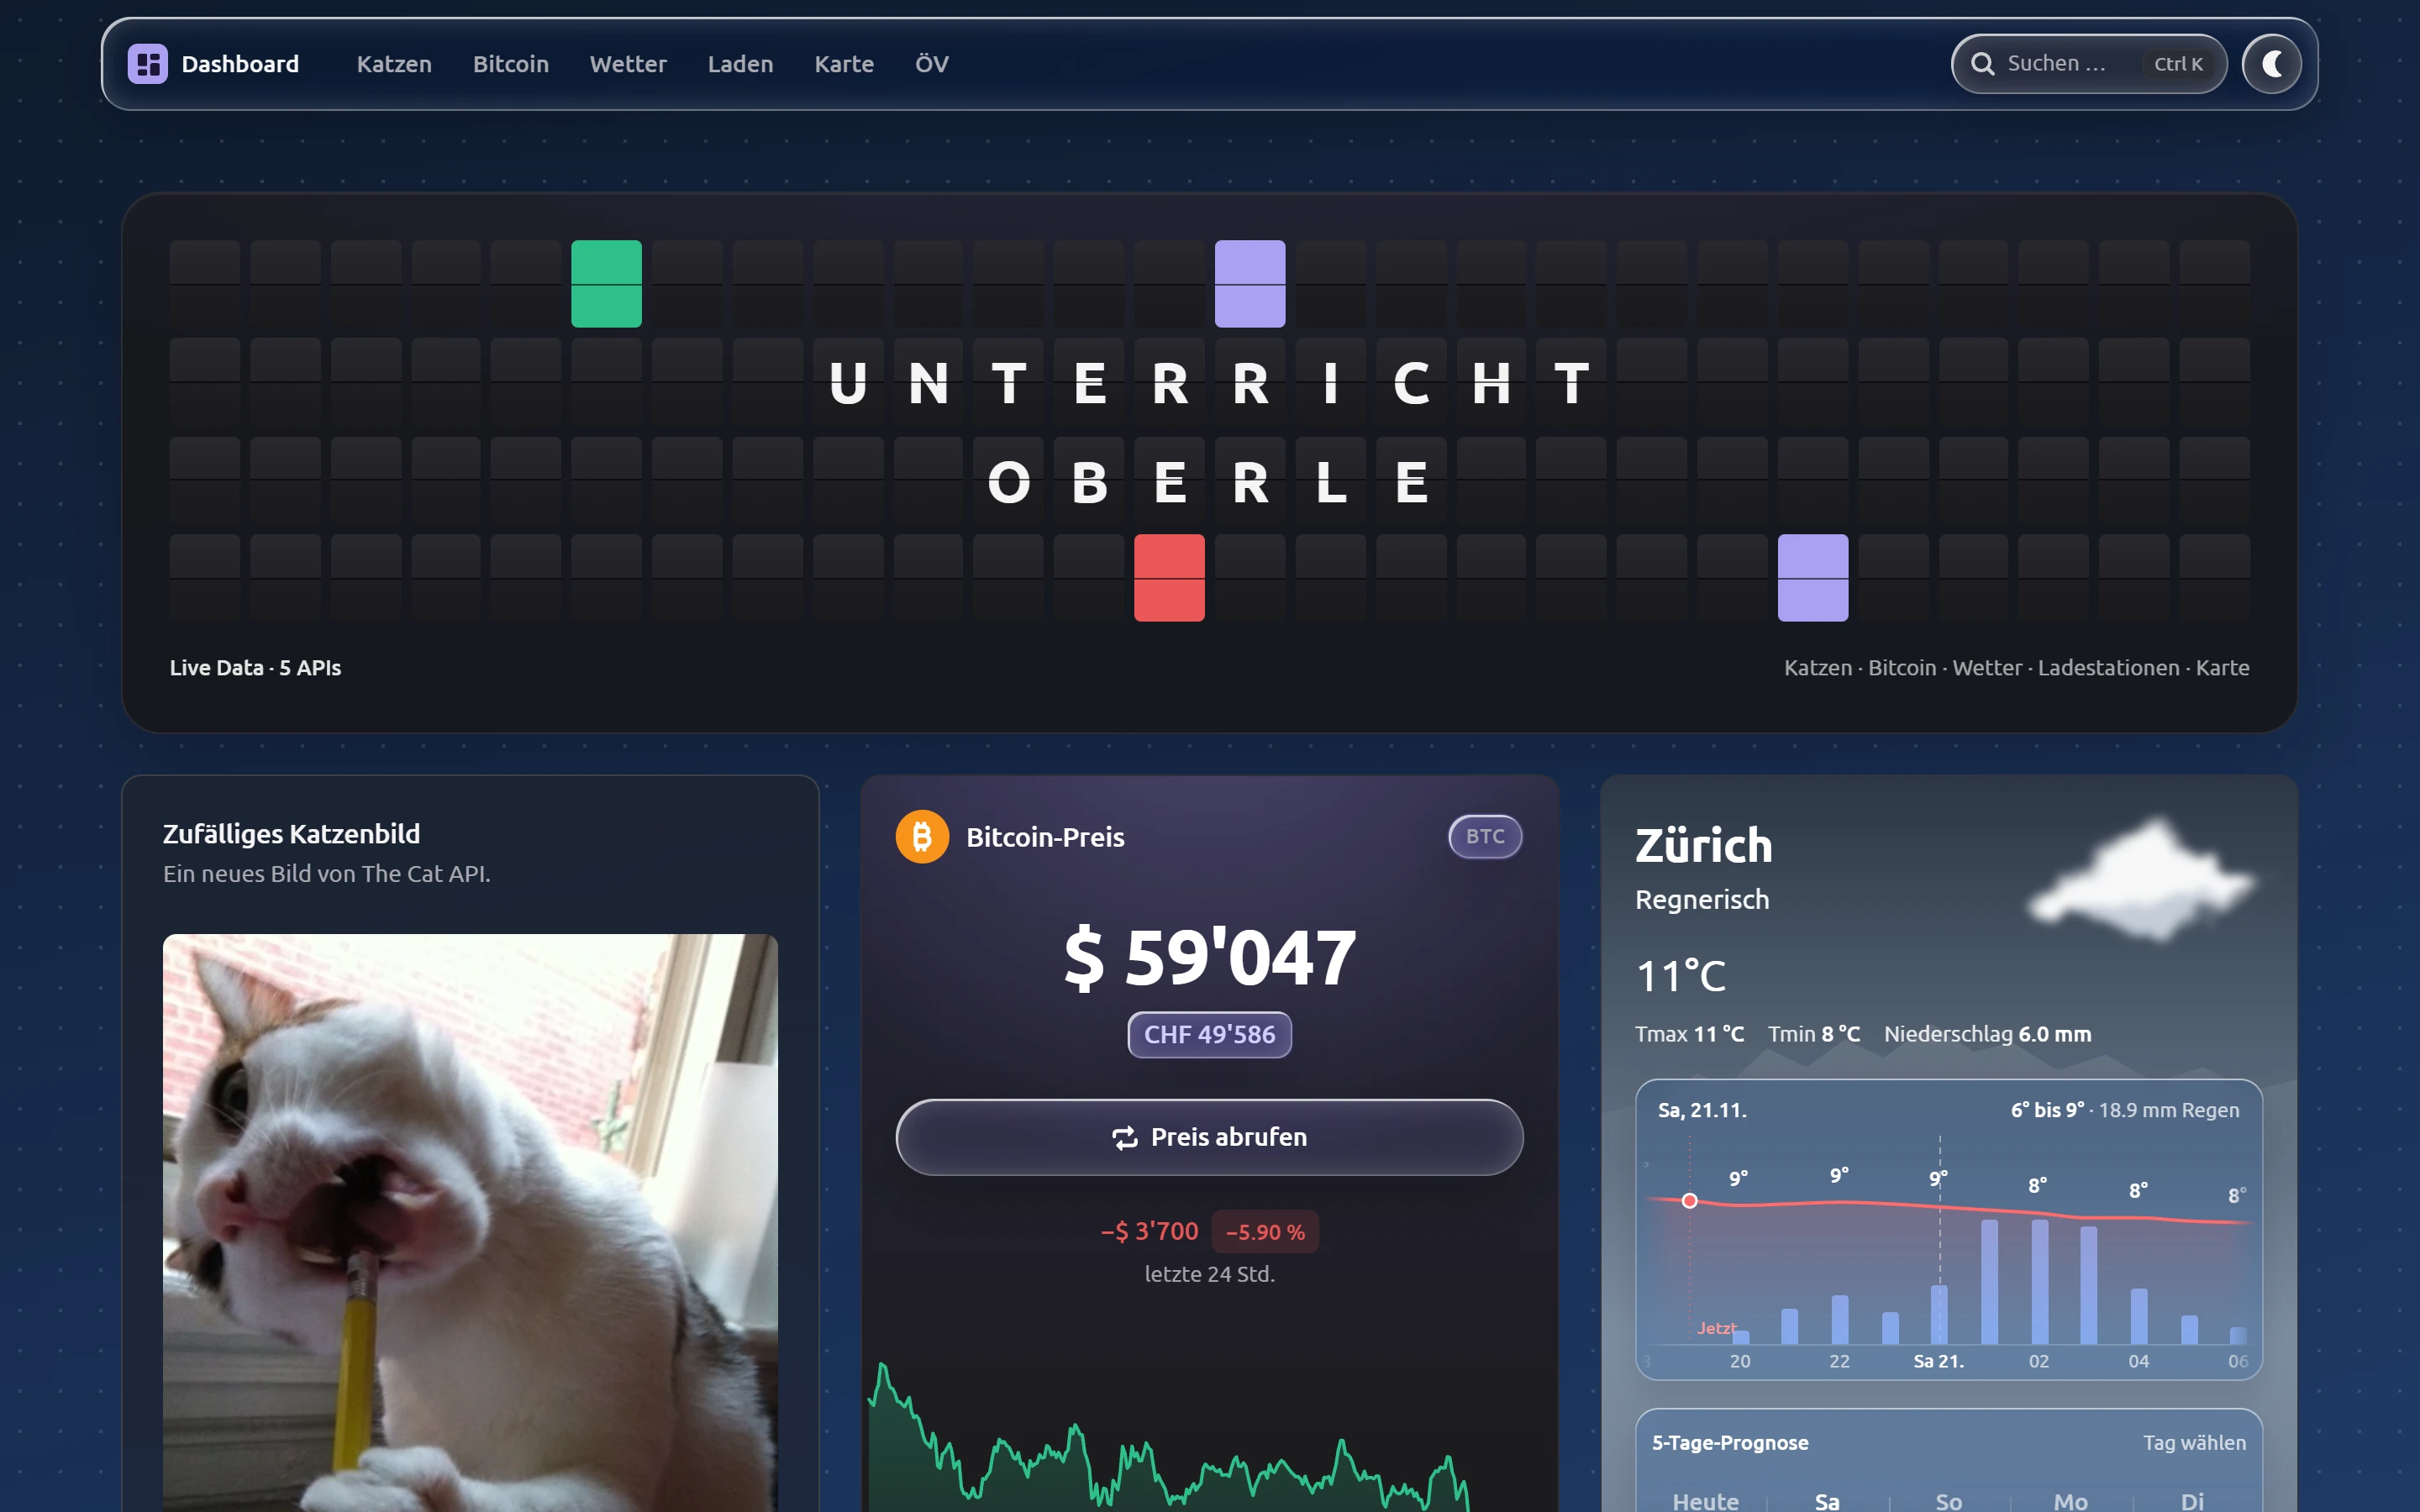 Dashboard Katzen Bitcoin Wetter Laden Karte ÖV Suchen … Ctrl K
UNTERRICHT
OBERLE
Live Data · 5 APIs
Katzen · Bitcoin · Wetter · Ladestationen · Karte
Zufälliges Katzenbild
Ein neues Bild von The Cat API.
Bitcoin-Preis
BTC
$ 59'047
CHF 49'586
Preis abrufen
−$ 3'700 −5.90 %
letzte 24 Std.
Zürich
Regnerisch
11°C
Tmax 11 °C Tmin 8 °C Niederschlag 6.0 mm
Sa, 21.11. 6° bis 9° · 18.9 mm Regen
9° 9° 9° 8° 8° 8°
Jetzt
20 22 Sa 21. 02 04 06
5-Tage-Prognose Tag wählen
Heute Sa So Mo Di